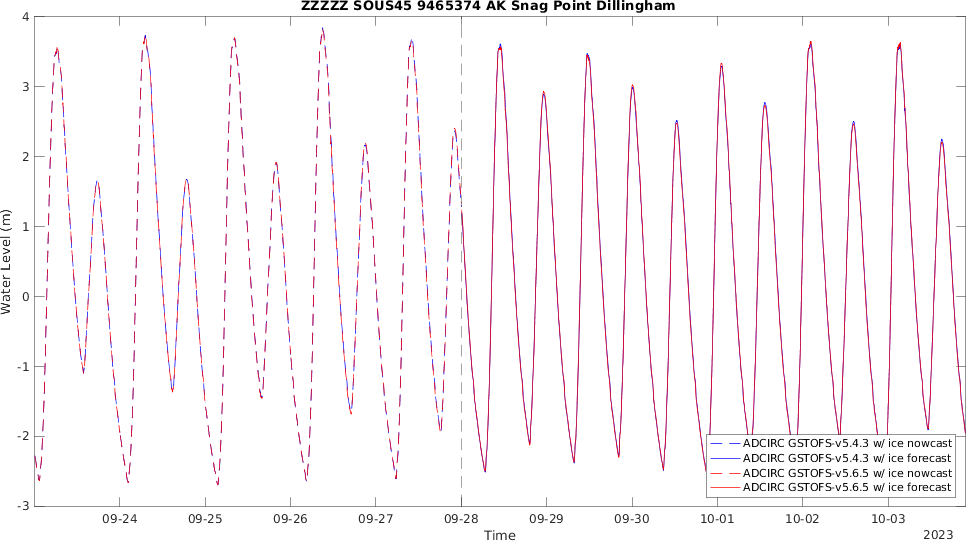 ZZZZZ SOUS45 9465374 AK Snag Point Dillingham
4
3
2
1
0
-1
-2
-3
Water Level (m)
ADCIRC GSTOFS-v5.4.3 w/ ice nowcast
ADCIRC GSTOFS-v5.4.3 w/ ice forecast
ADCIRC GSTOFS-v5.6.5 w/ ice nowcast
ADCIRC GSTOFS-v5.6.5 w/ ice forecast
09-24 09-25 09-26 09-27 09-28 09-29 09-30 10-01 10-02 10-03
Time
2023